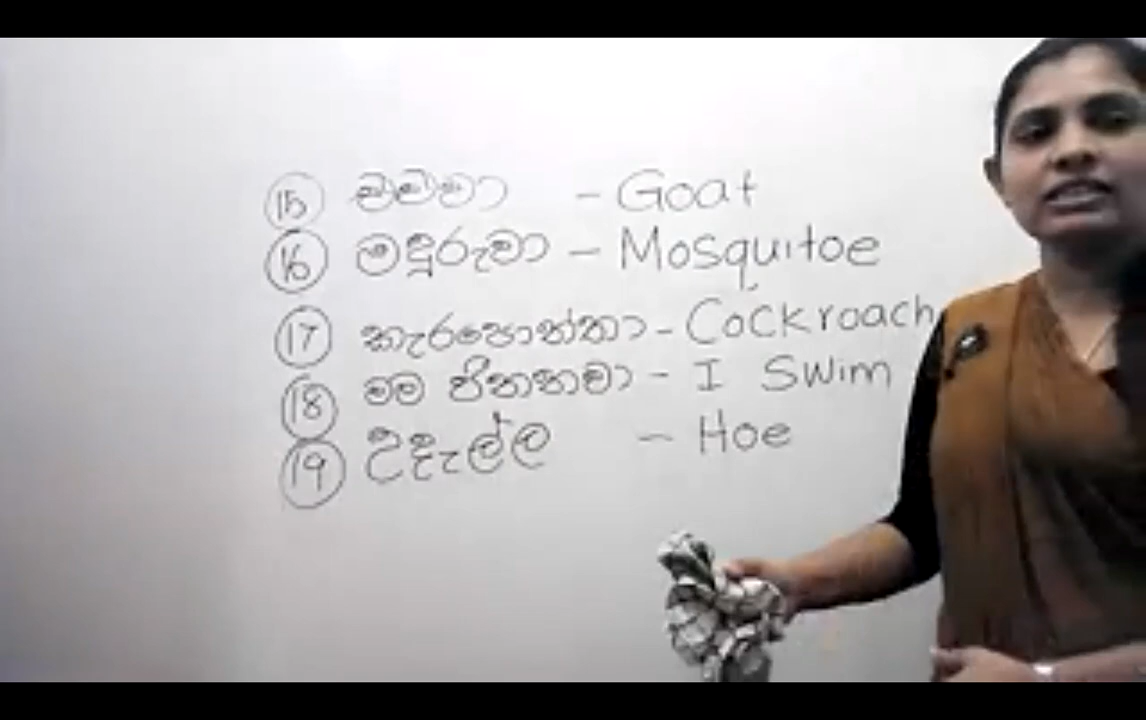 15 එළුවා - Goat
16 මදුරුවා - Mosquitoe
17 කැරපොත්තා - Cockroach
18 මම පීනනවා - I Swim
19 උදැල්ල - Hoe